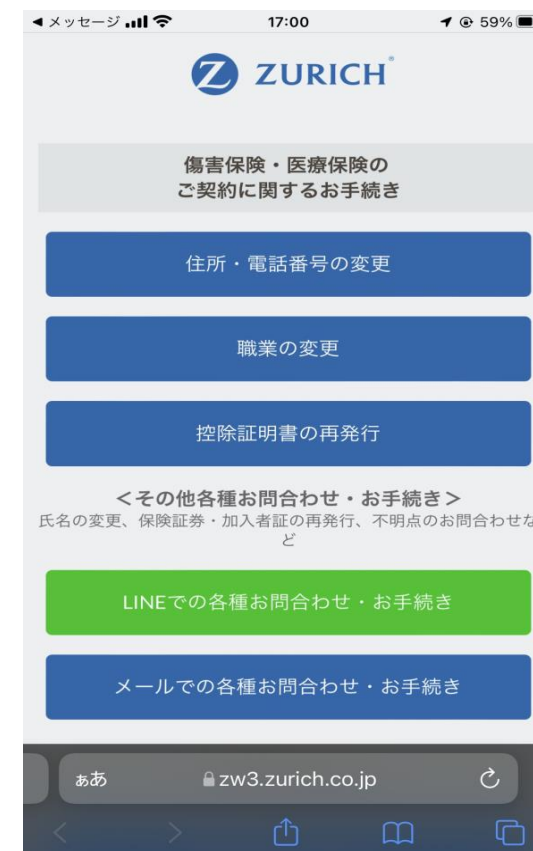 メッセージ 17:00 59%
ZURICH®
傷害保険・医療保険の
ご契約に関するお手続き
住所・電話番号の変更
職業の変更
控除証明書の再発行
＜その他各種お問合わせ・お手続き＞
氏名の変更、保険証券・加入者証の再発行、不明点のお問合わせな
ど
LINEでの各種お問合わせ・お手続き
メールでの各種お問合わせ・お手続き
ぁあ zw3.zurich.co.jp